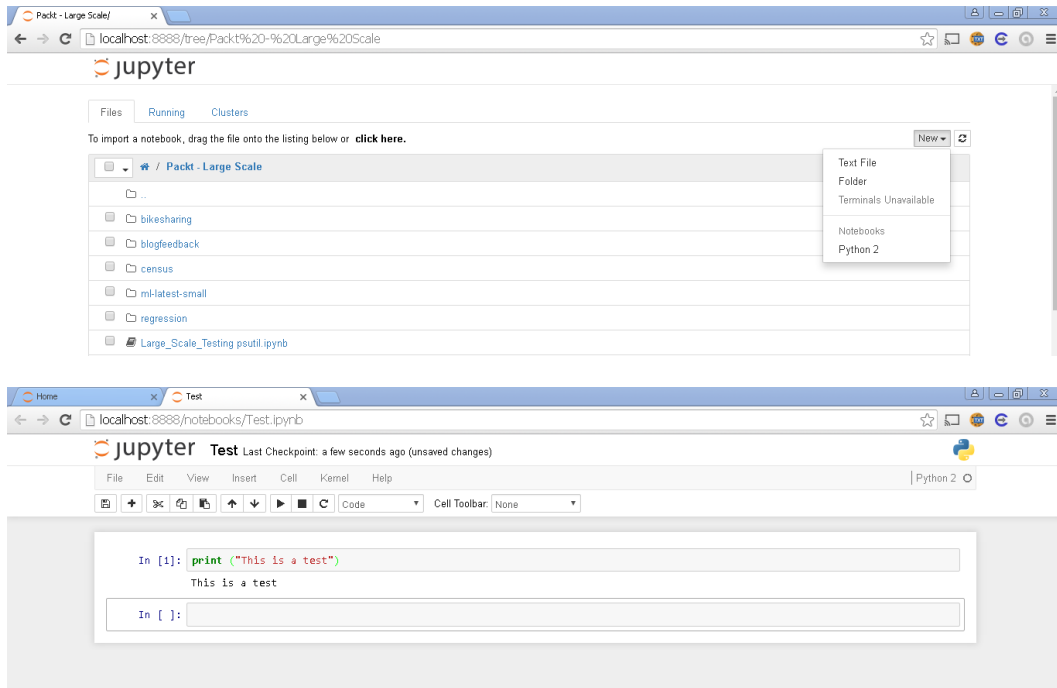 Packt - Large Scale/
localhost:8888/tree/Packt%20-%20Large%20Scale
jupyter
Files Running Clusters
To import a notebook, drag the file onto the listing below or click here.
New
/ Packt - Large Scale
Text File
Folder
Terminals Unavailable
Notebooks
Python 2
..
bikesharing
blogfeedback
census
ml-latest-small
regression
Large_Scale_Testing psutil.ipynb
Home Test
localhost:8888/notebooks/Test.ipynb
jupyter Test Last Checkpoint: a few seconds ago (unsaved changes)
File Edit View Insert Cell Kernel Help Python 2
Code Cell Toolbar: None
In [1]: print ("This is a test")
This is a test
In [ ]: